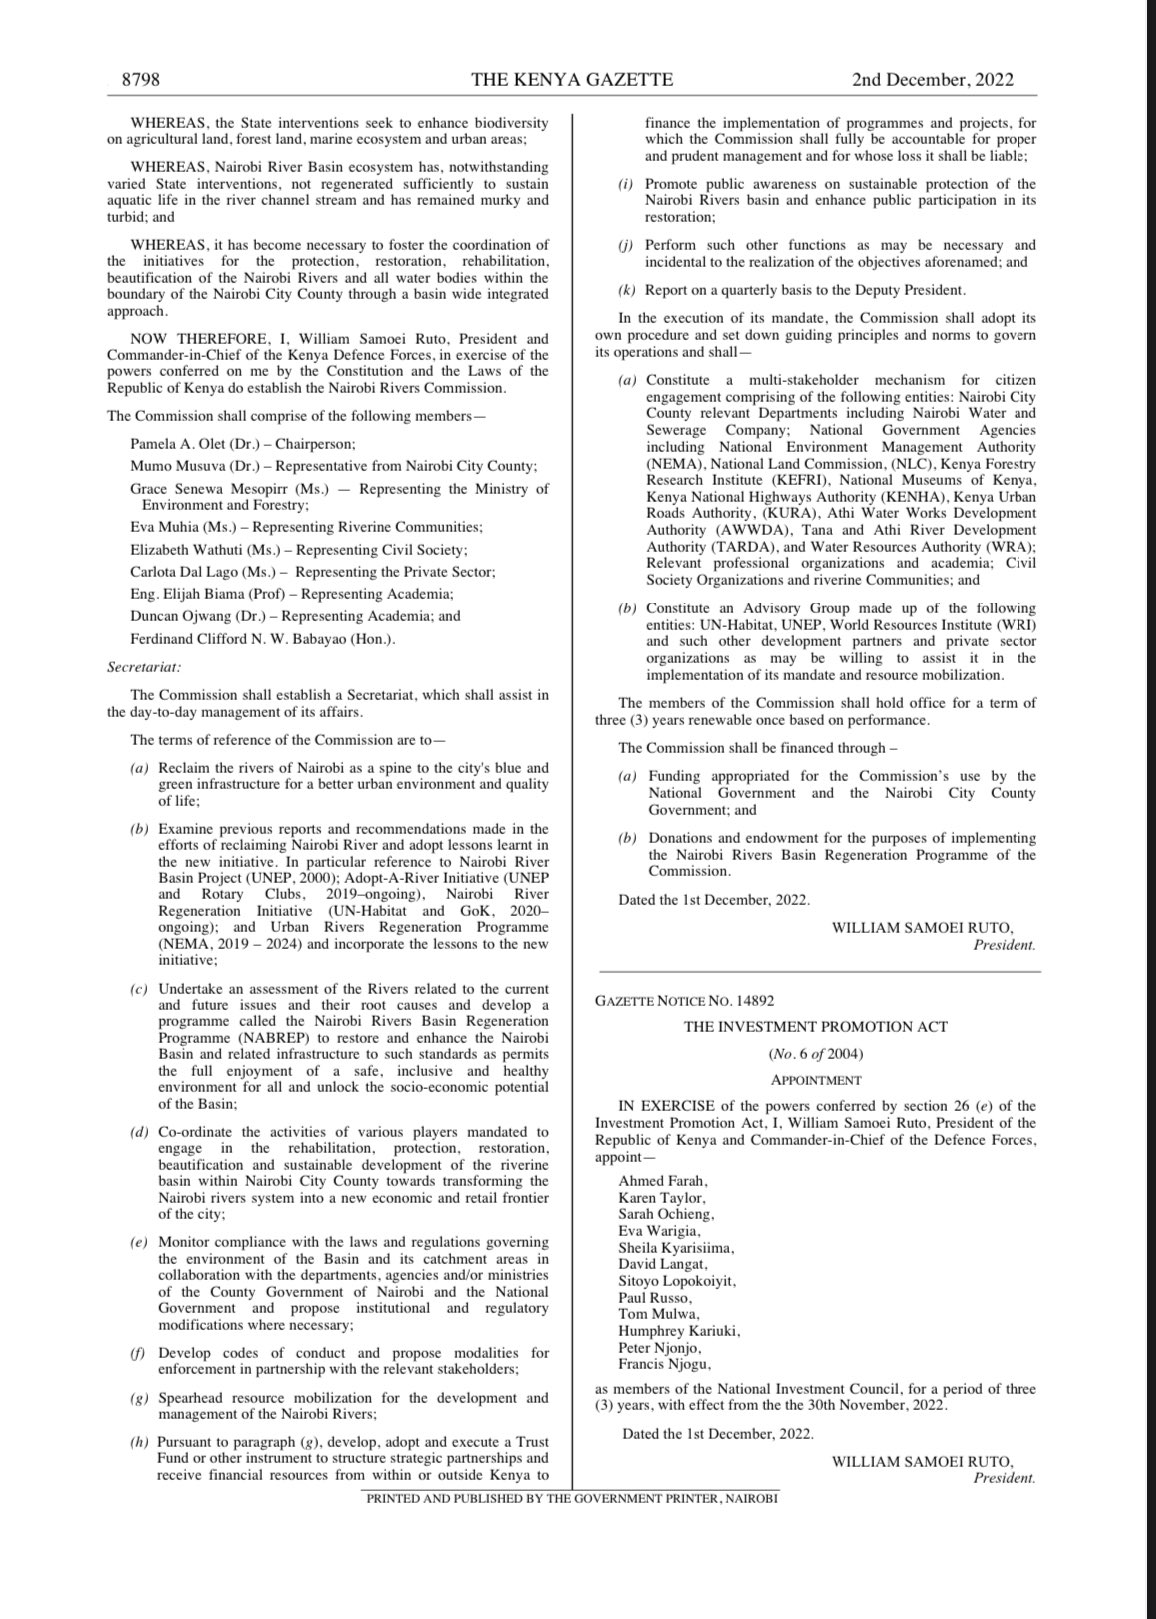 8798
THE KENYA GAZETTE
2nd December, 2022
WHEREAS, the State interventions seek to enhance biodiversity
on agricultural land, forest land, marine ecosystem and urban areas;
WHEREAS, Nairobi River Basin ecosystem has, notwithstanding
varied State interventions, not regenerated sufficiently to sustain
aquatic life in the river channel stream and has remained murky and
turbid; and
WHEREAS, it has become necessary to foster the coordination of
the initiatives for the protection, restoration, rehabilitation,
beautification of the Nairobi Rivers and all water bodies within the
boundary of the Nairobi City County through a basin wide integrated
approach.
NOW THEREFORE, I, William Samoei Ruto, President and
Commander-in-Chief of the Kenya Defence Forces, in exercise of the
powers conferred on me by the Constitution and the Laws of the
Republic of Kenya do establish the Nairobi Rivers Commission.
The Commission shall comprise of the following members—
Pamela A. Olet (Dr.) – Chairperson;
Mumo Musuva (Dr.) – Representative from Nairobi City County;
Grace Senewa Mesopirr (Ms.) — Representing the Ministry of
Environment and Forestry;
Eva Muhia (Ms.) – Representing Riverine Communities;
Elizabeth Wathuti (Ms.) – Representing Civil Society;
Carlota Dal Lago (Ms.) – Representing the Private Sector;
Eng. Elijah Biama (Prof) – Representing Academia;
Duncan Ojwang (Dr.) – Representing Academia; and
Ferdinand Clifford N. W. Babayao (Hon.).
Secretariat:
The Commission shall establish a Secretariat, which shall assist in
the day-to-day management of its affairs.
The terms of reference of the Commission are to—
(a) Reclaim the rivers of Nairobi as a spine to the city's blue and
green infrastructure for a better urban environment and quality
of life;
(b) Examine previous reports and recommendations made in the
efforts of reclaiming Nairobi River and adopt lessons learnt in
the new initiative. In particular reference to Nairobi River
Basin Project (UNEP, 2000); Adopt-A-River Initiative (UNEP
and Rotary Clubs, 2019–ongoing), Nairobi River
Regeneration Initiative (UN-Habitat and GoK, 2020–
ongoing); and Urban Rivers Regeneration Programme
(NEMA, 2019 – 2024) and incorporate the lessons to the new
initiative;
(c) Undertake an assessment of the Rivers related to the current
and future issues and their root causes and develop a
programme called the Nairobi Rivers Basin Regeneration
Programme (NABREP) to restore and enhance the Nairobi
Basin and related infrastructure to such standards as permits
the full enjoyment of a safe, inclusive and healthy
environment for all and unlock the socio-economic potential
of the Basin;
(d) Co-ordinate the activities of various players mandated to
engage in the rehabilitation, protection, restoration,
beautification and sustainable development of the riverine
basin within Nairobi City County towards transforming the
Nairobi rivers system into a new economic and retail frontier
of the city;
(e) Monitor compliance with the laws and regulations governing
the environment of the Basin and its catchment areas in
collaboration with the departments, agencies and/or ministries
of the County Government of Nairobi and the National
Government and propose institutional and regulatory
modifications where necessary;
(f) Develop codes of conduct and propose modalities for
enforcement in partnership with the relevant stakeholders;
(g) Spearhead resource mobilization for the development and
management of the Nairobi Rivers;
(h) Pursuant to paragraph (g), develop, adopt and execute a Trust
Fund or other instrument to structure strategic partnerships and
receive financial resources from within or outside Kenya to
finance the implementation of programmes and projects, for
which the Commission shall fully be accountable for proper
and prudent management and for whose loss it shall be liable;
(i) Promote public awareness on sustainable protection of the
Nairobi Rivers basin and enhance public participation in its
restoration;
(j) Perform such other functions as may be necessary and
incidental to the realization of the objectives aforenamed; and
(k) Report on a quarterly basis to the Deputy President.
In the execution of its mandate, the Commission shall adopt its
own procedure and set down guiding principles and norms to govern
its operations and shall—
(a) Constitute a multi-stakeholder mechanism for citizen
engagement comprising of the following entities: Nairobi City
County relevant Departments including Nairobi Water and
Sewerage Company; National Government Agencies
including National Environment Management Authority
(NEMA), National Land Commission, (NLC), Kenya Forestry
Research Institute (KEFRI), National Museums of Kenya,
Kenya National Highways Authority (KENHA), Kenya Urban
Roads Authority, (KURA), Athi Water Works Development
Authority (AWWDA), Tana and Athi River Development
Authority (TARDA), and Water Resources Authority (WRA);
Relevant professional organizations and academia; Civil
Society Organizations and riverine Communities; and
(b) Constitute an Advisory Group made up of the following
entities: UN-Habitat, UNEP, World Resources Institute (WRI)
and such other development partners and private sector
organizations as may be willing to assist it in the
implementation of its mandate and resource mobilization.
The members of the Commission shall hold office for a term of
three (3) years renewable once based on performance.
The Commission shall be financed through –
(a) Funding appropriated for the Commission's use by the
National Government and the Nairobi City County
Government; and
(b) Donations and endowment for the purposes of implementing
the Nairobi Rivers Basin Regeneration Programme of the
Commission.
Dated the 1st December, 2022.
WILLIAM SAMOEI RUTO,
President.
GAZETTE NOTICE NO. 14892
THE INVESTMENT PROMOTION ACT
(No. 6 of 2004)
APPOINTMENT
IN EXERCISE of the powers conferred by section 26 (e) of the
Investment Promotion Act, I, William Samoei Ruto, President of the
Republic of Kenya and Commander-in-Chief of the Defence Forces,
appoint—
Ahmed Farah,
Karen Taylor,
Sarah Ochieng,
Eva Warigia,
Sheila Kyarisiima,
David Langat,
Sitoyo Lopokoiyit,
Paul Russo,
Tom Mulwa,
Humphrey Kariuki,
Peter Njonjo,
Francis Njogu,
as members of the National Investment Council, for a period of three
(3) years, with effect from the the 30th November, 2022.
Dated the 1st December, 2022.
WILLIAM SAMOEI RUTO,
President.
PRINTED AND PUBLISHED BY THE GOVERNMENT PRINTER, NAIROBI